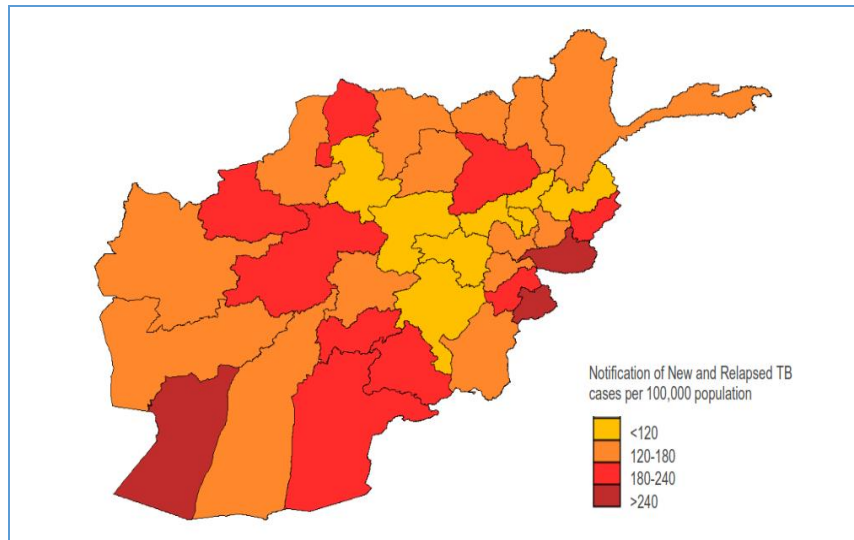 Notification of New and Relapsed TB
cases per 100,000 population
<120
120-180
180-240
>240